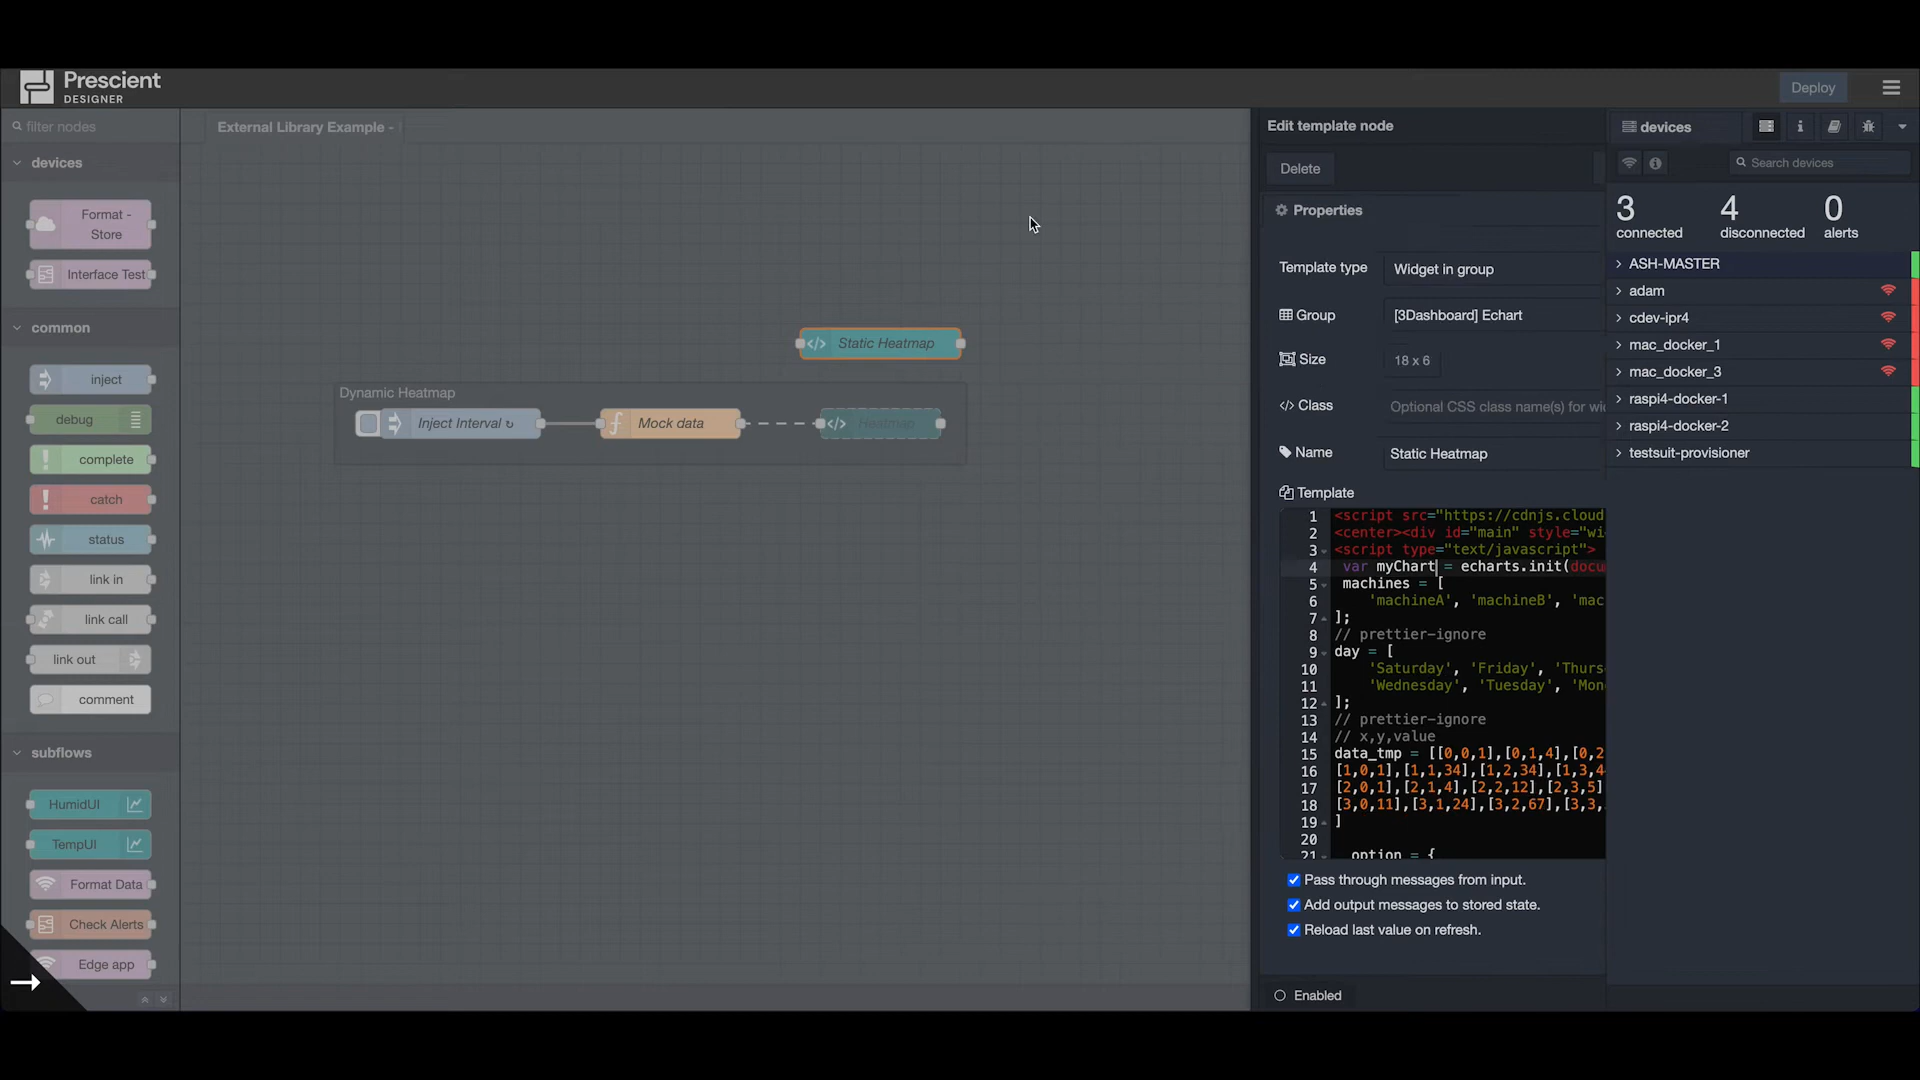 Prescient
DESIGNER
Deploy
filter nodes
External Library Example -
Edit template node
devices
devices
Delete
Search devices
Format -
Store
Properties
3
4
0
connected
disconnected
alerts
Interface Test
Template type
Widget in group
ASH-MASTER
adam
Group
[3Dashboard] Echart
cdev-ipr4
common
Static Heatmap
mac_docker_1
Size
18 x 6
mac_docker_3
inject
Dynamic Heatmap
Class
Optional CSS class name(s) for wi
raspi4-docker-1
debug
Inject Interval ↻
Mock data
Heatmap
raspi4-docker-2
complete
Name
Static Heatmap
testsuit-provisioner
catch
Template
1 <script src="https://cdnjs.cloud
2 <center><div id="main" style="wi
3 <script type="text/javascript">
4 var myChart = echarts.init(docu
5 machines = [
6 'machineA', 'machineB', 'mac
7 ];
8 // prettier-ignore
9 day = [
10 'Saturday', 'Friday', 'Thurs
11 'Wednesday', 'Tuesday', 'Mon
12 ];
13 // prettier-ignore
14 // x,y,value
15 data_tmp = [[0,0,1],[0,1,4],[0,2
16 [1,0,1],[1,1,34],[1,2,34],[1,3,4
17 [2,0,1],[2,1,4],[2,2,12],[2,3,5]
18 [3,0,11],[3,1,24],[3,2,67],[3,3,
19 ]
20
21 option = {
status
link in
link call
link out
comment
subflows
HumidUI
TempUI
Format Data
Pass through messages from input.
Add output messages to stored state.
Check Alerts
Reload last value on refresh.
Edge app
Enabled